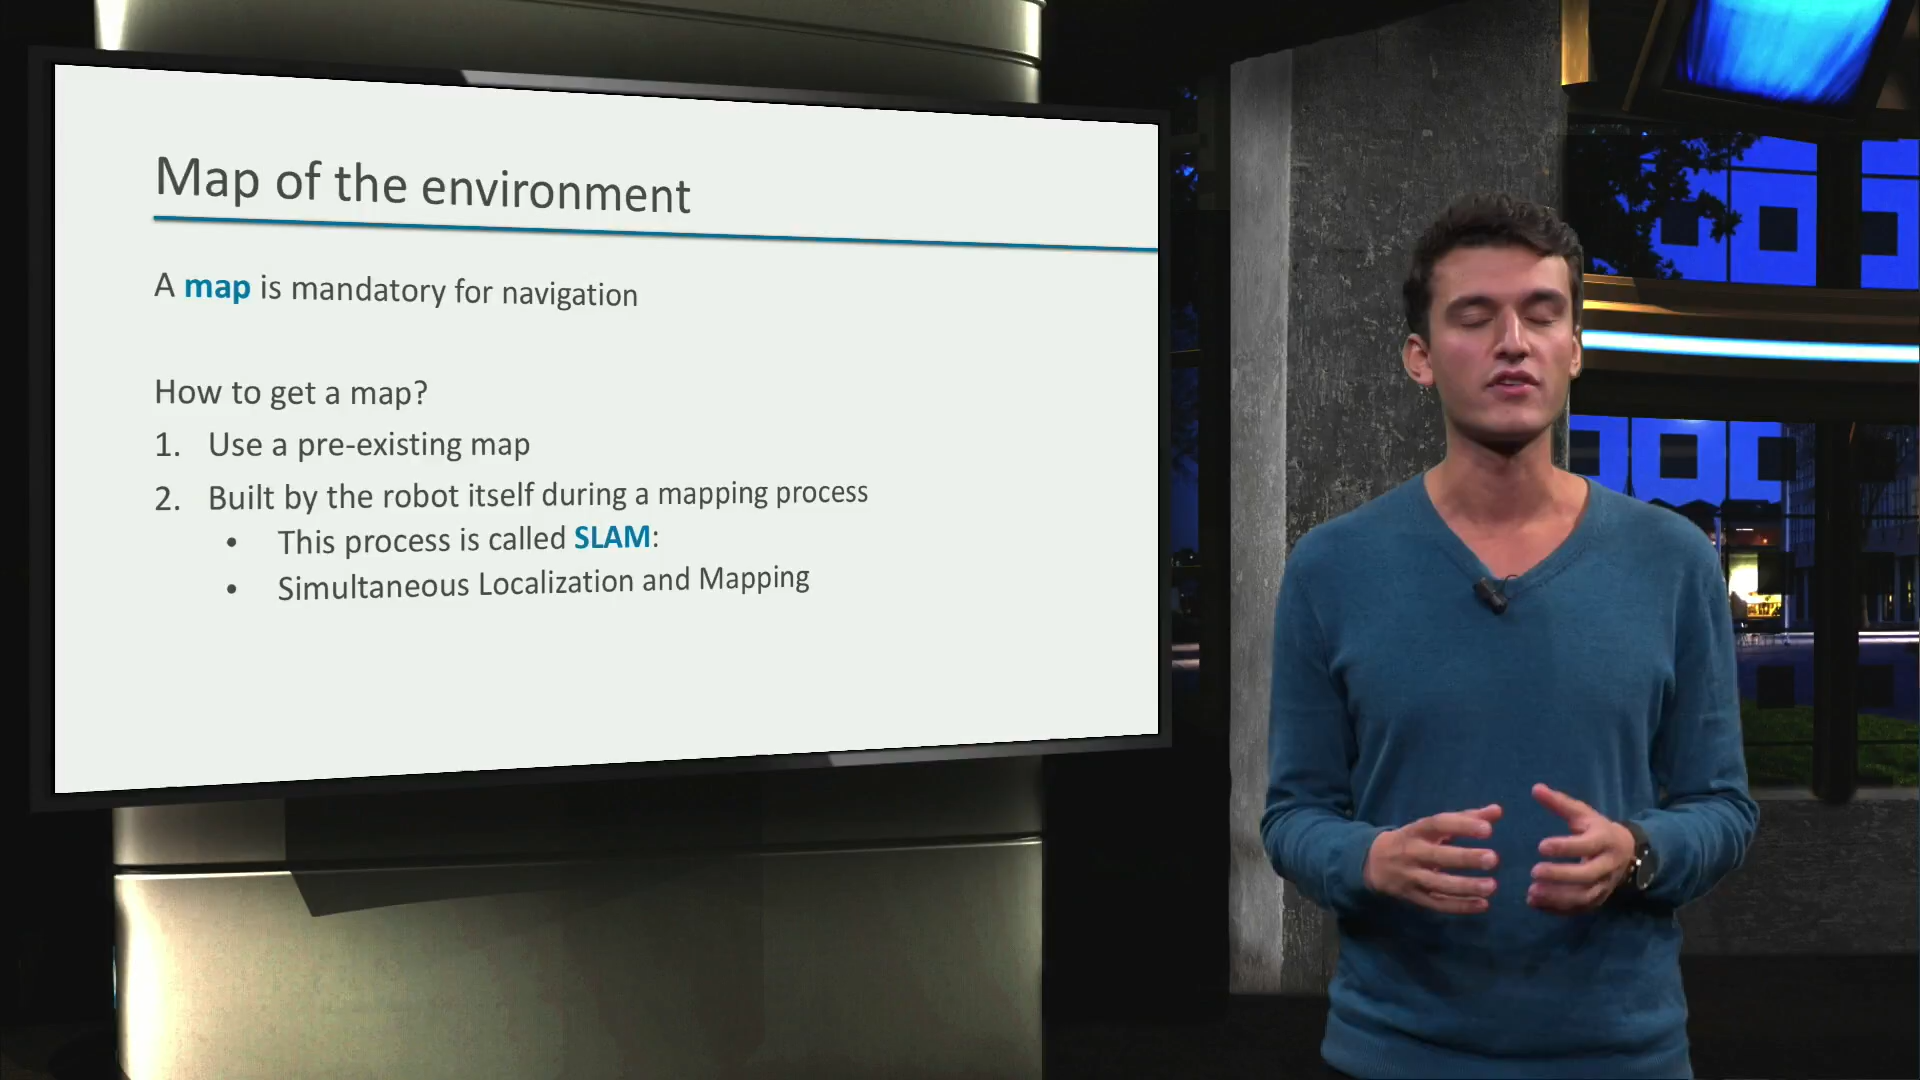 Map of the environment
A map is mandatory for navigation
How to get a map?
1. Use a pre-existing map
2. Built by the robot itself during a mapping process
• This process is called SLAM:
• Simultaneous Localization and Mapping